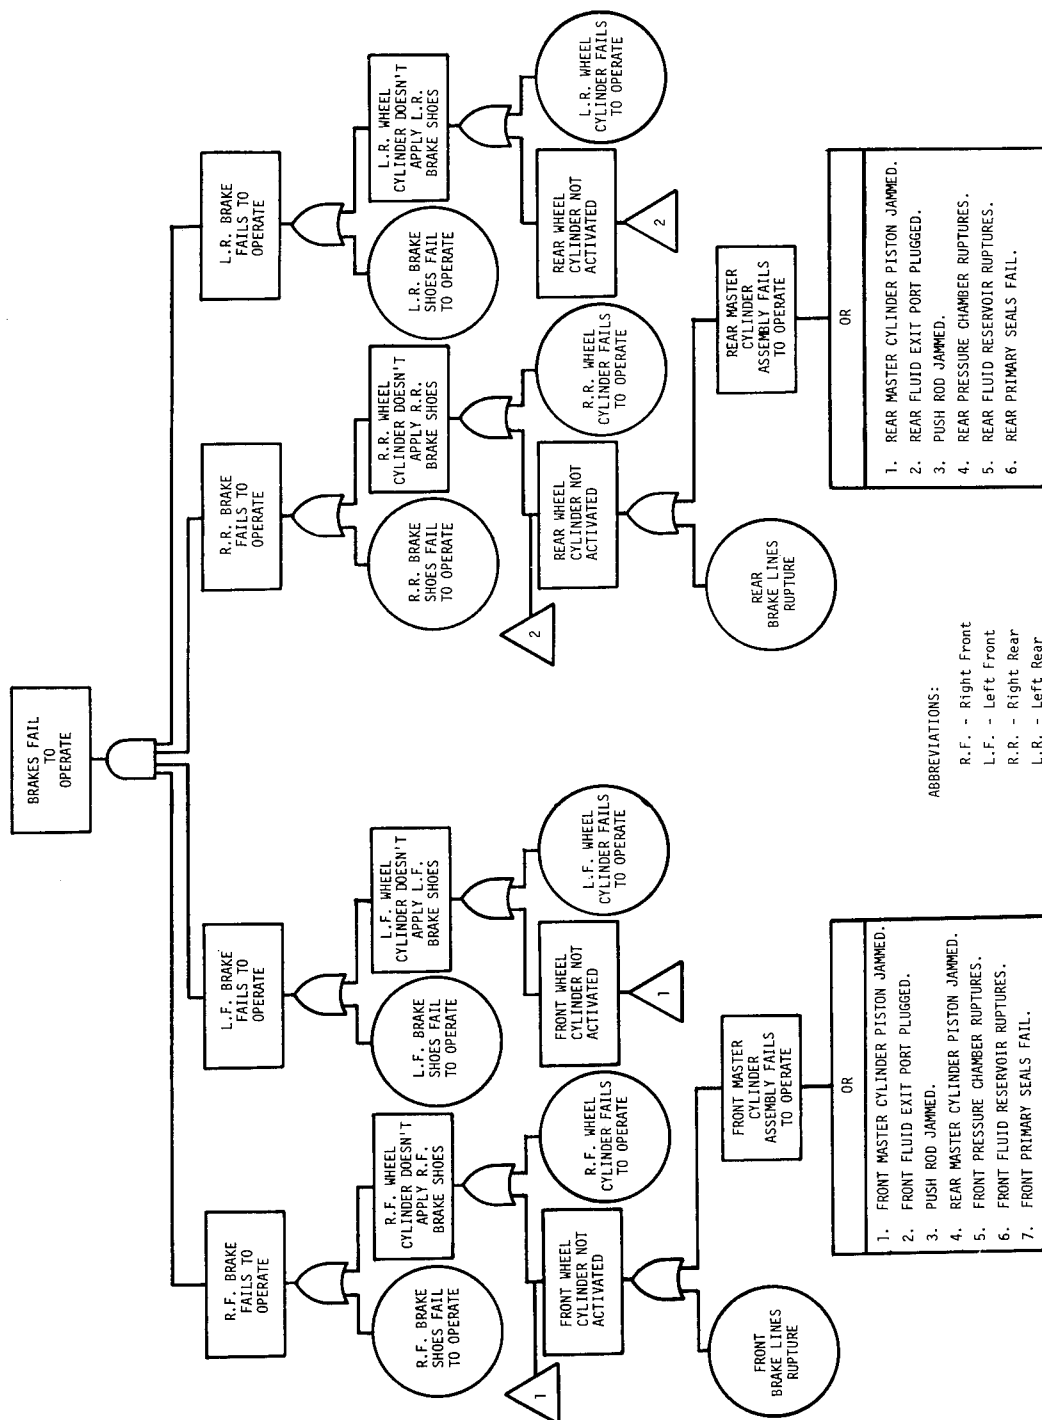 BRAKES FAIL
TO
OPERATE
R.F. BRAKE
FAILS TO
OPERATE
L.F. BRAKE
FAILS TO
OPERATE
R.R. BRAKE
FAILS TO
OPERATE
L.R. BRAKE
FAILS TO
OPERATE
R.F. BRAKE
SHOES FAIL
TO OPERATE
R.F. WHEEL
CYLINDER DOESN'T
APPLY R.F.
BRAKE SHOES
L.F. BRAKE
SHOES FAIL
TO OPERATE
L.F. WHEEL
CYLINDER DOESN'T
APPLY L.F.
BRAKE SHOES
R.R. BRAKE
SHOES FAIL
TO OPERATE
R.R. WHEEL
CYLINDER DOESN'T
APPLY R.R.
BRAKE SHOES
L.R. BRAKE
SHOES FAIL
TO OPERATE
L.R. WHEEL
CYLINDER DOESN'T
APPLY L.R.
BRAKE SHOES
1
FRONT WHEEL
CYLINDER NOT
ACTIVATED
R.F. WHEEL
CYLINDER FAILS
TO OPERATE
FRONT WHEEL
CYLINDER NOT
ACTIVATED
L.F. WHEEL
CYLINDER FAILS
TO OPERATE
2
REAR WHEEL
CYLINDER NOT
ACTIVATED
R.R. WHEEL
CYLINDER FAILS
TO OPERATE
REAR WHEEL
CYLINDER NOT
ACTIVATED
L.R. WHEEL
CYLINDER FAILS
TO OPERATE
1
2
FRONT
BRAKE LINES
RUPTURE
FRONT MASTER
CYLINDER
ASSEMBLY FAILS
TO OPERATE
REAR
BRAKE LINES
RUPTURE
REAR MASTER
CYLINDER
ASSEMBLY FAILS
TO OPERATE
OR
1. FRONT MASTER CYLINDER PISTON JAMMED.
2. FRONT FLUID EXIT PORT PLUGGED.
3. PUSH ROD JAMMED.
4. REAR MASTER CYLINDER PISTON JAMMED.
5. FRONT PRESSURE CHAMBER RUPTURES.
6. FRONT FLUID RESERVOIR RUPTURES.
7. FRONT PRIMARY SEALS FAIL.
ABBREVIATIONS:
R.F. - Right Front
L.F. - Left Front
R.R. - Right Rear
L.R. - Left Rear
OR
1. REAR MASTER CYLINDER PISTON JAMMED.
2. REAR FLUID EXIT PORT PLUGGED.
3. PUSH ROD JAMMED.
4. REAR PRESSURE CHAMBER RUPTURES.
5. REAR FLUID RESERVOIR RUPTURES.
6. REAR PRIMARY SEALS FAIL.